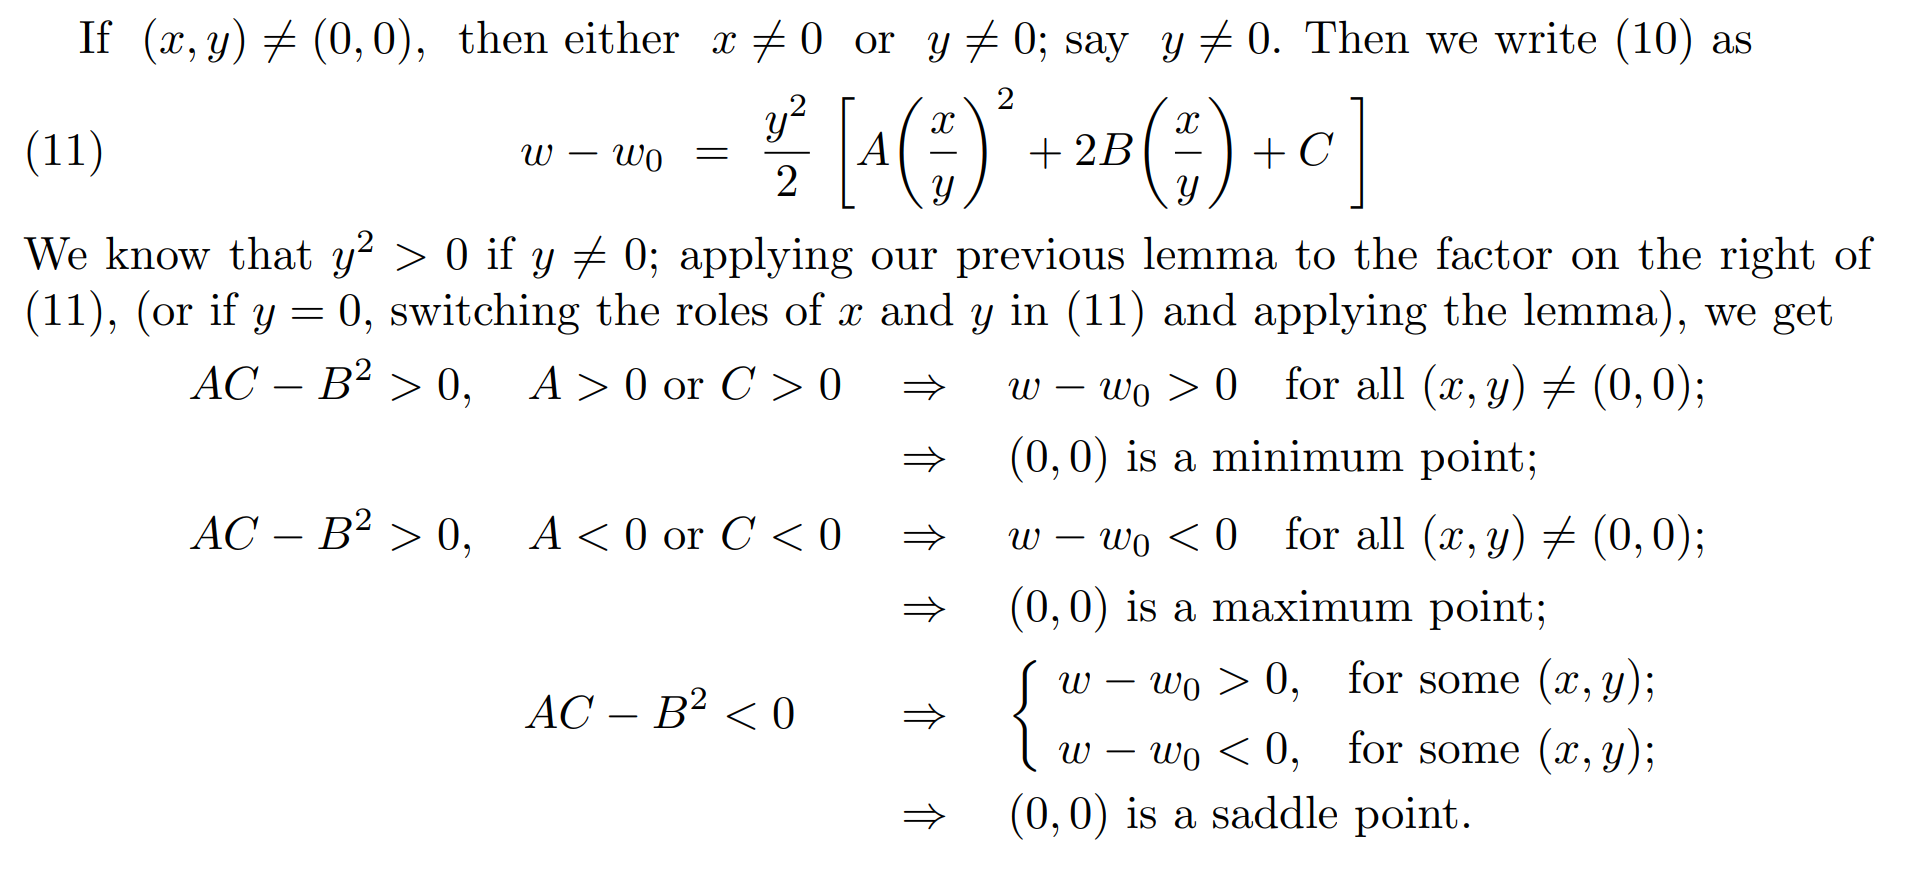 If (x, y) ≠ (0, 0), then either x ≠ 0 or y ≠ 0; say y ≠ 0. Then we write (10) as
(11) w − w₀ = y²/2 [A(x/y)² + 2B(x/y) + C]
We know that y² > 0 if y ≠ 0; applying our previous lemma to the factor on the right of
(11), (or if y = 0, switching the roles of x and y in (11) and applying the lemma), we get
AC − B² > 0, A > 0 or C > 0 ⇒ w − w₀ > 0 for all (x, y) ≠ (0, 0);
⇒ (0, 0) is a minimum point;
AC − B² > 0, A < 0 or C < 0 ⇒ w − w₀ < 0 for all (x, y) ≠ (0, 0);
⇒ (0, 0) is a maximum point;
AC − B² < 0 ⇒ { w − w₀ > 0, for some (x, y);
w − w₀ < 0, for some (x, y);
⇒ (0, 0) is a saddle point.